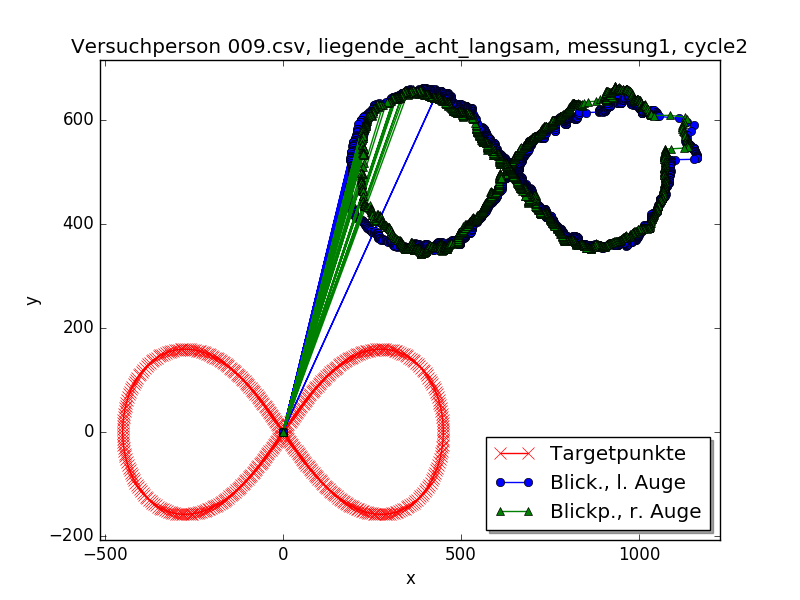 Versuchperson 009.csv, liegende_acht_langsam, messung1, cycle2
y
600
400
200
0
−200
−500
0
500
1000
x
Targetpunkte
Blick., l. Auge
Blickp., r. Auge